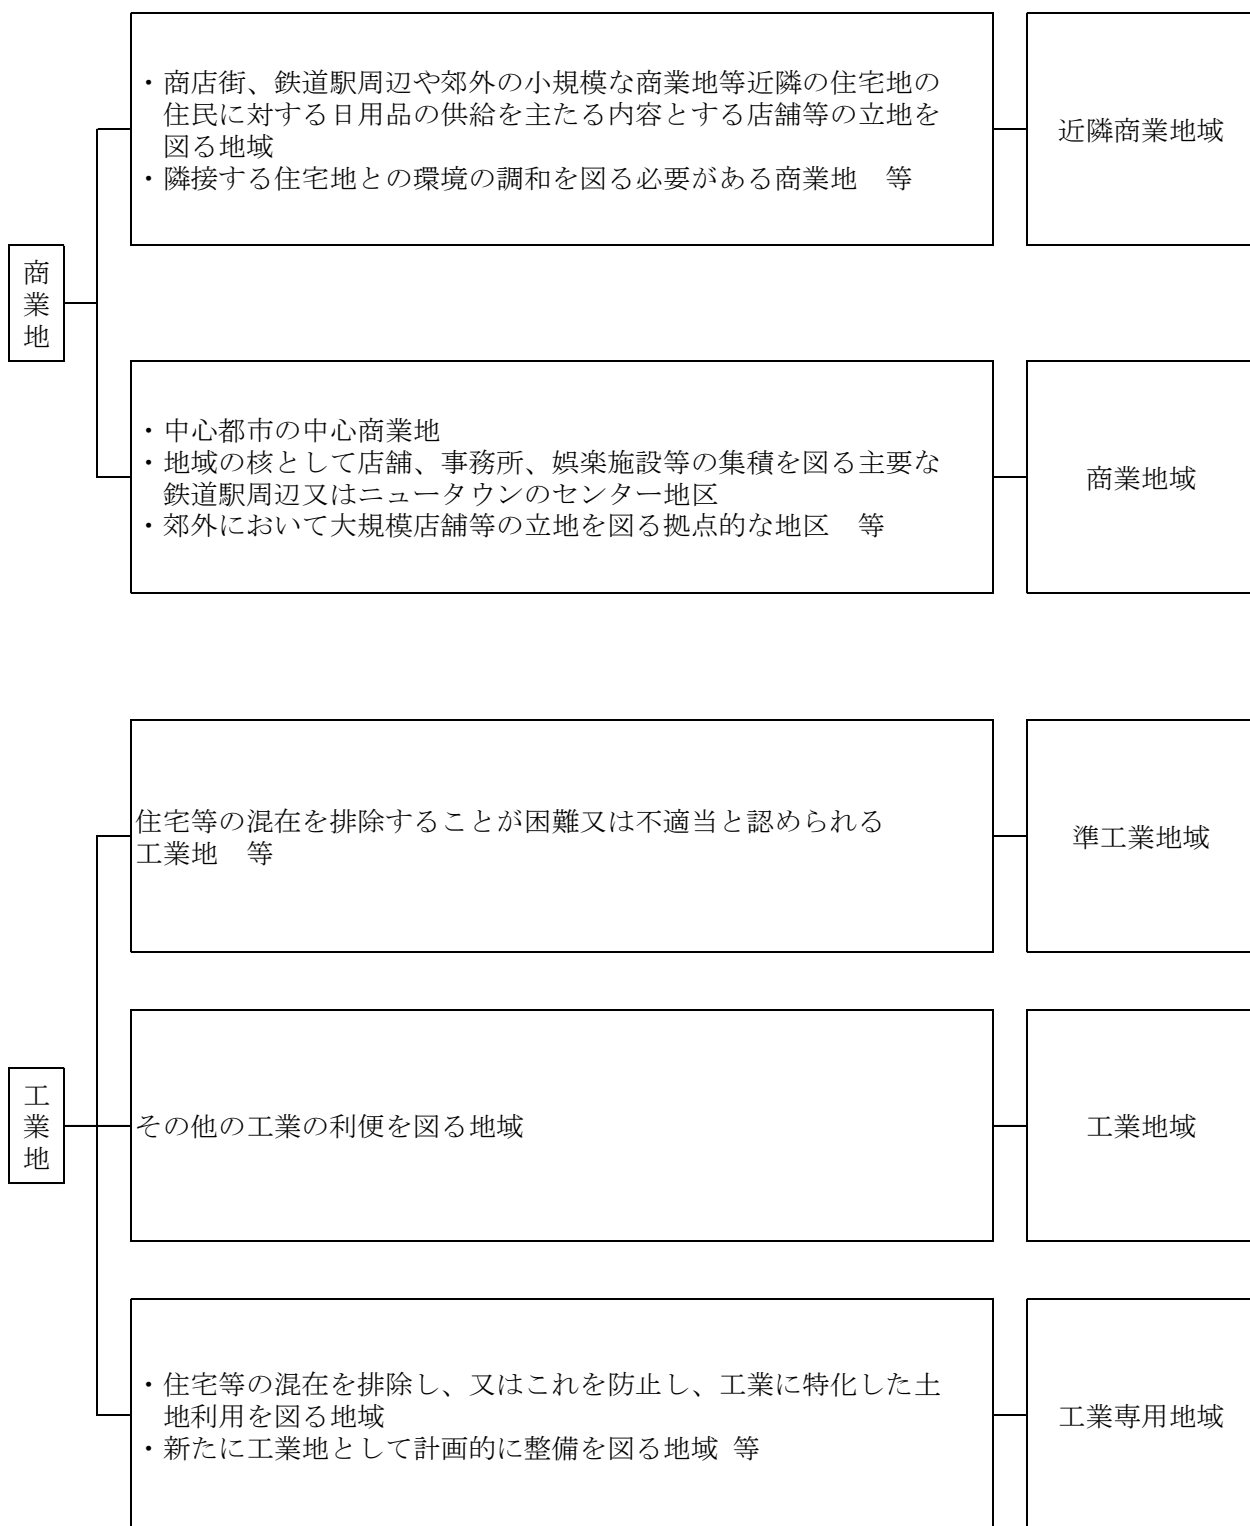 商業地
・商店街、鉄道駅周辺や郊外の小規模な商業地等近隣の住宅地の
住民に対する日用品の供給を主たる内容とする店舗等の立地を
図る地域
・隣接する住宅地との環境の調和を図る必要がある商業地　等
近隣商業地域
・中心都市の中心商業地
・地域の核として店舗、事務所、娯楽施設等の集積を図る主要な
鉄道駅周辺又はニュータウンのセンター地区
・郊外において大規模店舗等の立地を図る拠点的な地区　等
商業地域
工業地
住宅等の混在を排除することが困難又は不適当と認められる
工業地　等
準工業地域
その他の工業の利便を図る地域
工業地域
・住宅等の混在を排除し、又はこれを防止し、工業に特化した土
地利用を図る地域
・新たに工業地として計画的に整備を図る地域 等
工業専用地域